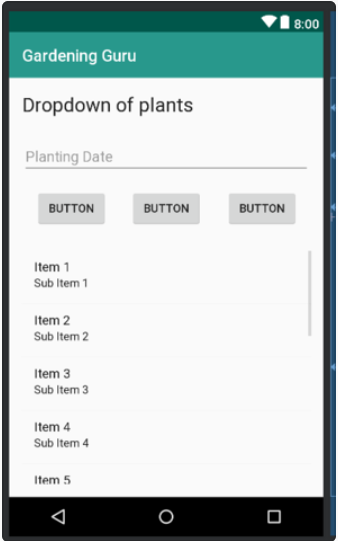 8:00
Gardening Guru
Dropdown of plants
Planting Date
BUTTON BUTTON BUTTON
Item 1
Sub Item 1
Item 2
Sub Item 2
Item 3
Sub Item 3
Item 4
Sub Item 4
Item 5